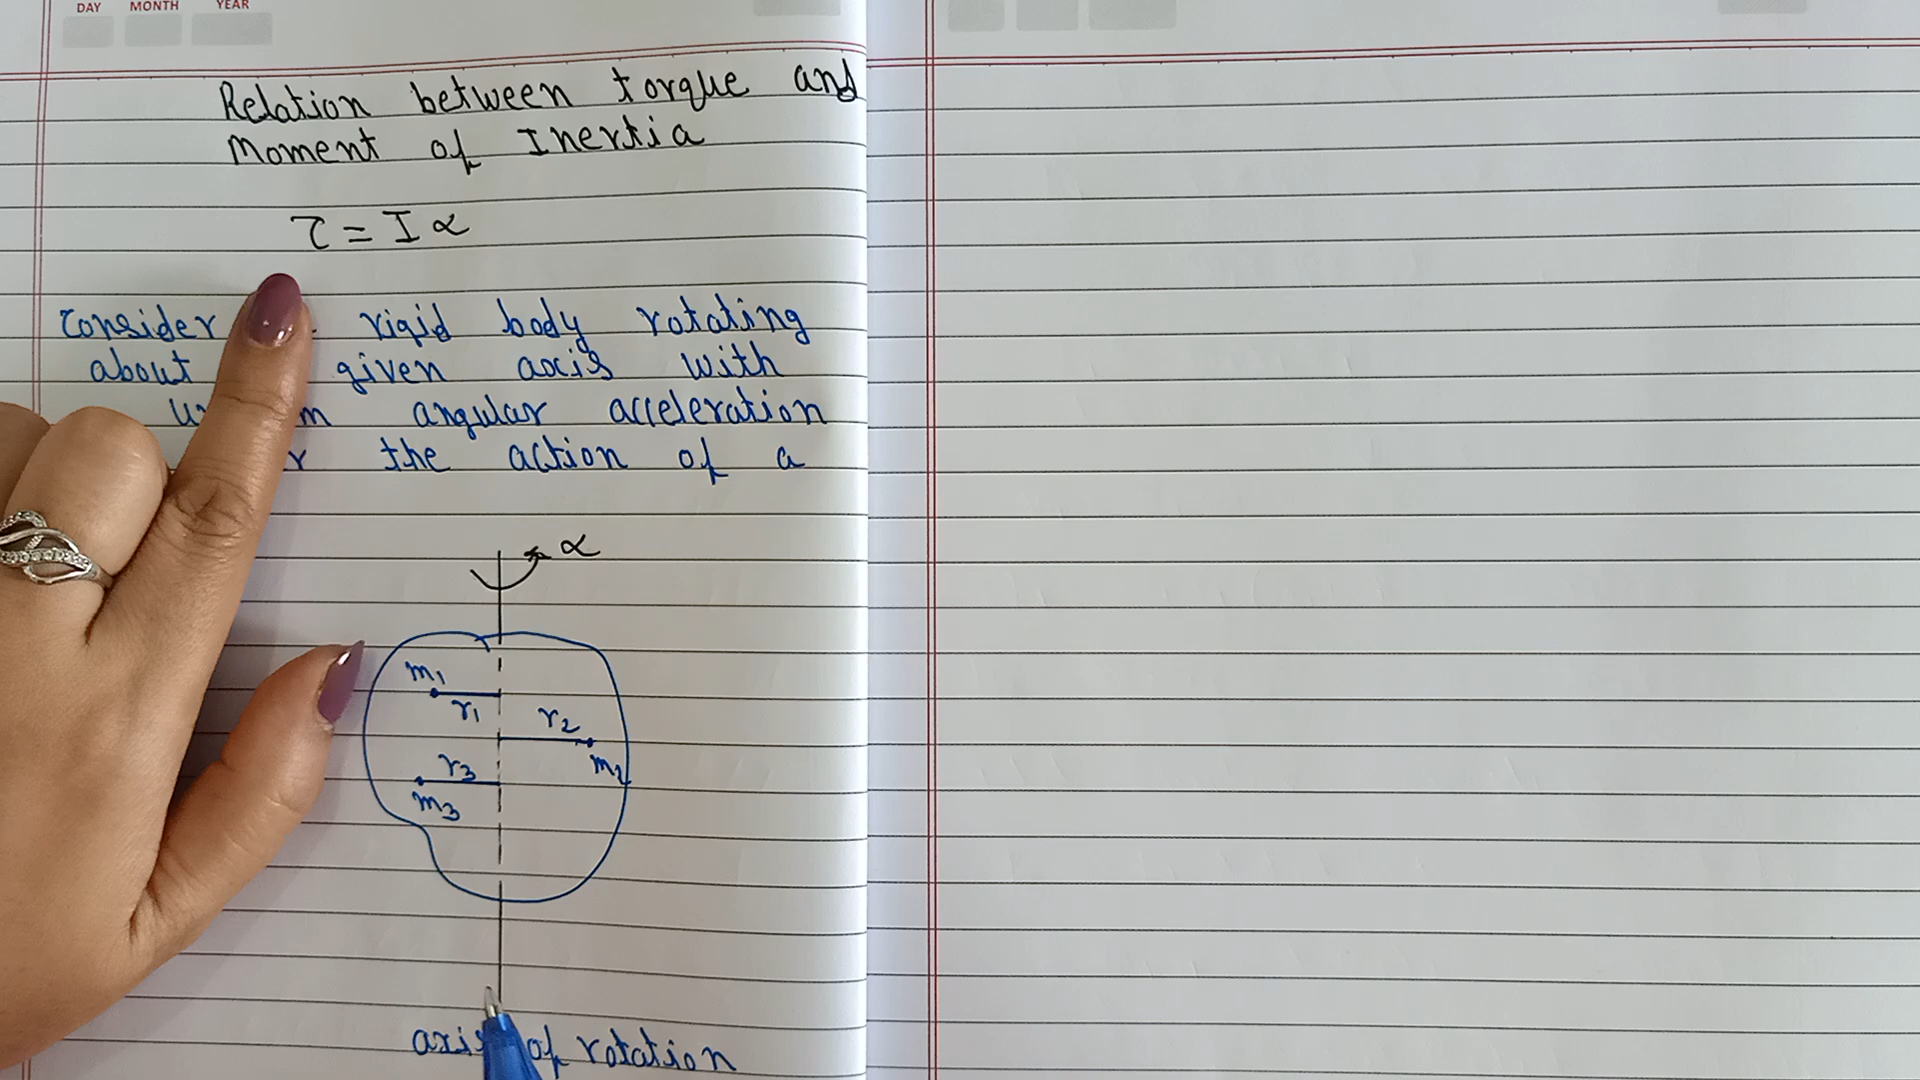 DAY MONTH YEAR
Relation between torque and
Moment of Inertia
τ = I α
Consider rigid body rotating
about given axis with
angular acceleration
the action of a
α
m1
r1
r2
m2
r3
m3
axis of rotation